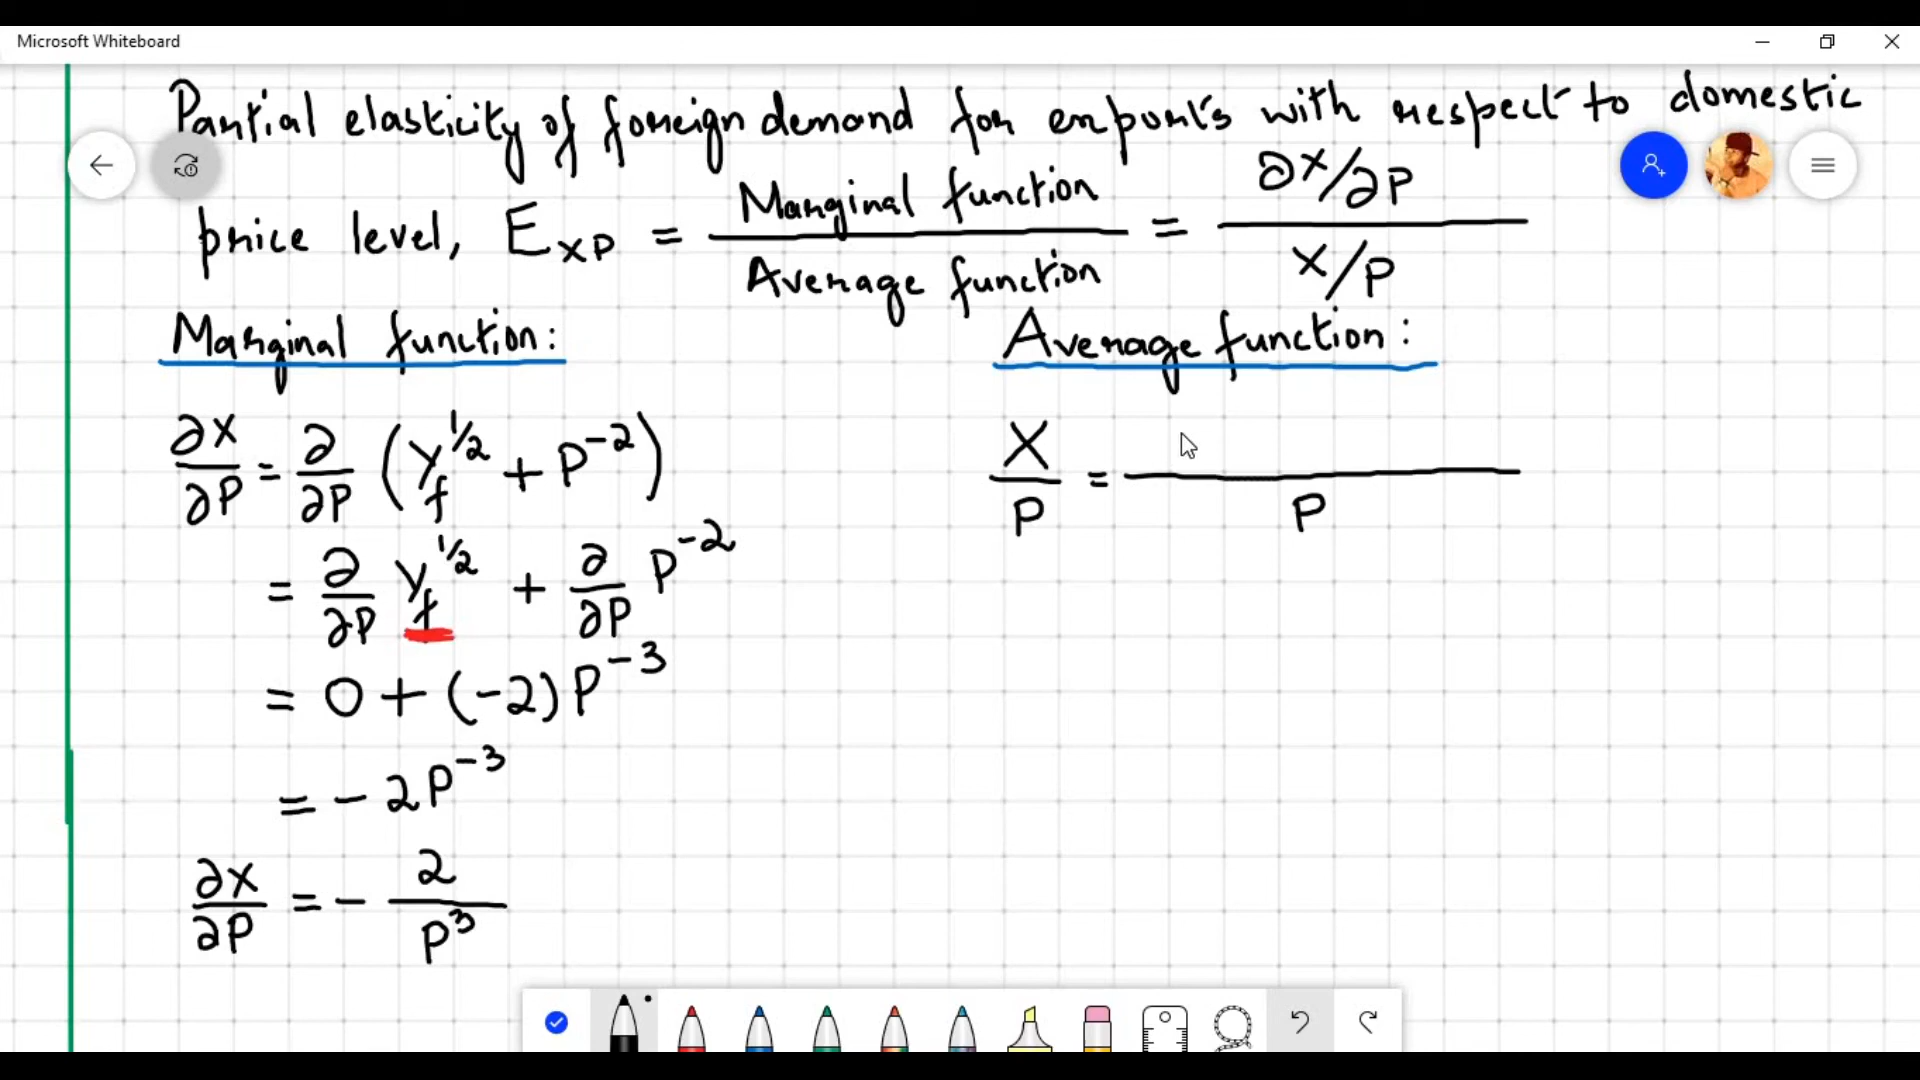 Microsoft Whiteboard
Partial elasticity of foreign demand for exports with respect to domestic
price level, E_XP = Marginal function / Average function = ∂X/∂P / X/P
Marginal function:
Average function:
∂X/∂P = ∂/∂P (Y_f^1/2 + P^-2)
X/P = / P
= ∂/∂P Y_f^1/2 + ∂/∂P P^-2
= 0 + (-2) P^-3
= - 2P^-3
∂X/∂P = - 2/P^3